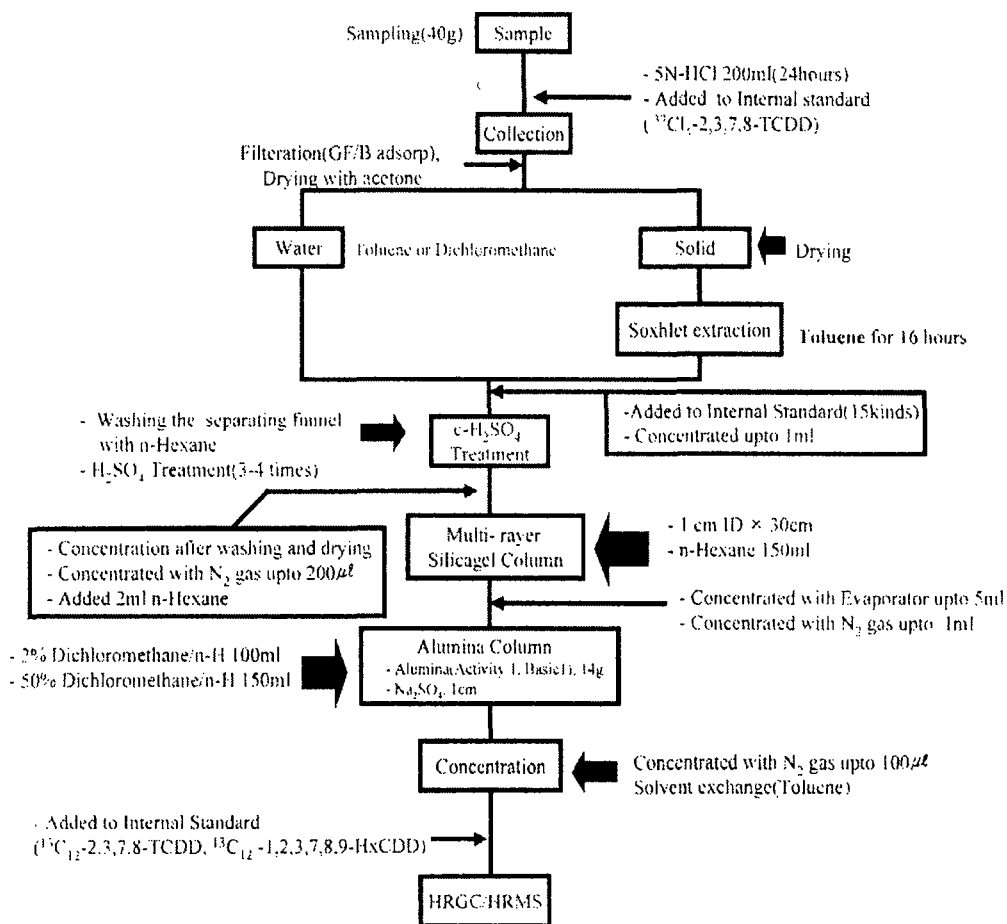 Sampling(40g)
Sample
- 5N-HCl 200ml(24hours)
- Added to Internal standard
( ³⁷Cl₄-2,3,7,8-TCDD)
Collection
Filteration(GF/B adsorp),
Drying with acetone
Water
Toluene or Dichloromethane
Solid
Drying
Soxhlet extraction
Toluene for 16 hours
- Washing the separating funnel
with n-Hexane
- H₂SO₄ Treatment(3-4 times)
c-H₂SO₄
Treatment
-Added to Internal Standard(15kinds)
- Concentrated upto 1ml
- Concentration after washing and drying
- Concentrated with N₂ gas upto 200㎕
- Added 2ml n-Hexane
Multi- rayer
Silicagel Column
- 1 cm ID × 30cm
- n-Hexane 150ml
- Concentrated with Evaporator upto 5ml
- Concentrated with N₂ gas upto 1ml
- 2% Dichloromethane/n-H 100ml
- 50% Dichloromethane/n-H 150ml
Alumina Column
- Alumina(Activity 1, Basic1), 14g
- Na₂SO₄, 1cm
Concentration
Concentrated with N₂ gas upto 100㎕
Solvent exchange(Toluene)
- Added to Internal Standard
(¹³C₁₂-2,3,7,8-TCDD, ¹³C₁₂ -1,2,3,7,8,9-HxCDD)
HRGC/HRMS